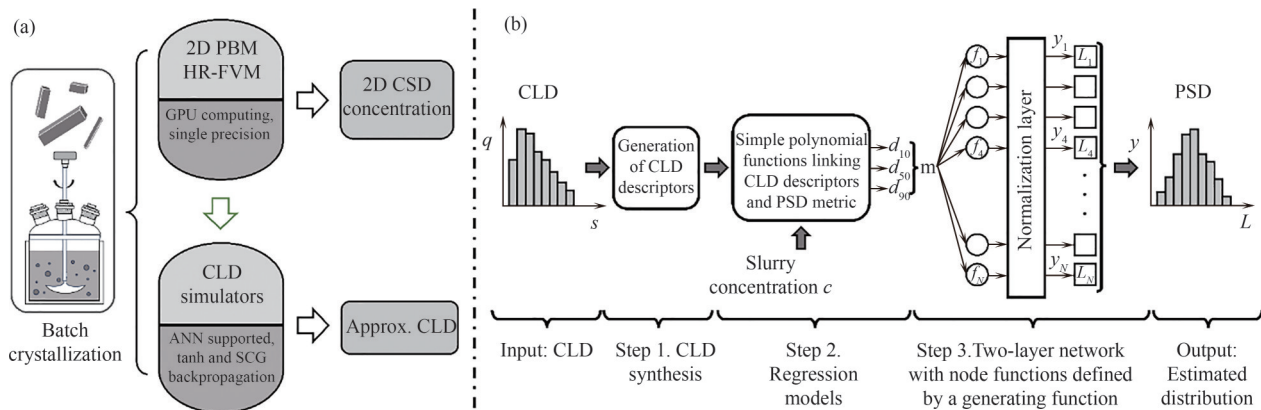 (a)
2D PBM
HR-FVM
GPU computing,
single precision
2D CSD
concentration
CLD
simulators
ANN supported,
tanh and SCG
backpropagation
Approx. CLD
Batch
crystallization
(b)
CLD
q
s
Generation
of CLD
descriptors
Simple polynomial
functions linking
CLD descriptors
and PSD metric
Slurry
concentration c
d10
d50
d90
m
f1
f4
fN
Normalization layer
y1
y4
yN
L1
L4
LN
PSD
y
L
Input: CLD
Step 1. CLD
synthesis
Step 2.
Regression
models
Step 3.Two-layer network
with node functions defined
by a generating function
Output:
Estimated
distribution